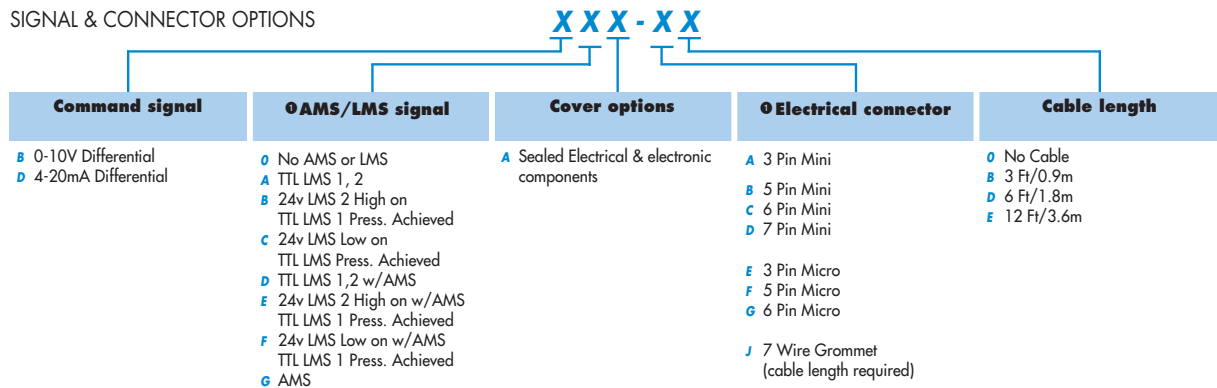 SIGNAL & CONNECTOR OPTIONS
X X X - X X
Command signal
B 0-10V Differential
D 4-20mA Differential
❶AMS/LMS signal
0 No AMS or LMS
A TTL LMS 1, 2
B 24v LMS 2 High on
TTL LMS 1 Press. Achieved
C 24v LMS Low on
TTL LMS Press. Achieved
D TTL LMS 1,2 w/AMS
E 24v LMS 2 High on w/AMS
TTL LMS 1 Press. Achieved
F 24v LMS Low on w/AMS
TTL LMS 1 Press. Achieved
G AMS
Cover options
A Sealed Electrical & electronic
components
❶Electrical connector
A 3 Pin Mini
B 5 Pin Mini
C 6 Pin Mini
D 7 Pin Mini
E 3 Pin Micro
F 5 Pin Micro
G 6 Pin Micro
J 7 Wire Grommet
(cable length required)
Cable length
0 No Cable
B 3 Ft/0.9m
D 6 Ft/1.8m
E 12 Ft/3.6m